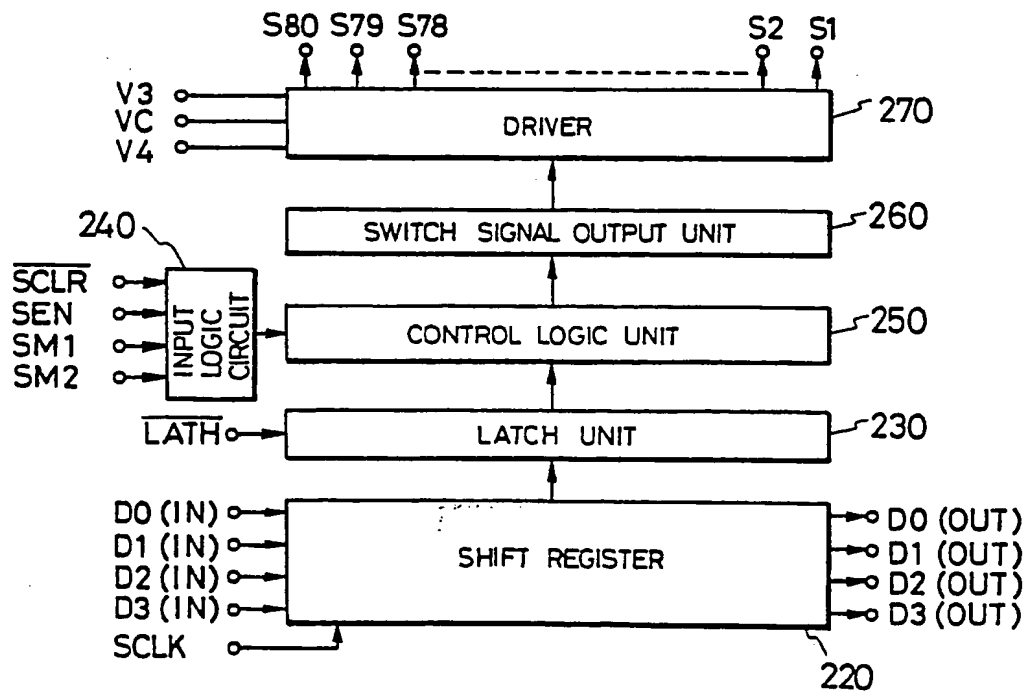 S80 S79 S78 S2 S1
V3
VC
V4
DRIVER
270
SWITCH SIGNAL OUTPUT UNIT
260
240
SCLR
SEN
SM1
SM2
INPUT
LOGIC
CIRCUIT
CONTROL LOGIC UNIT
250
LATH
LATCH UNIT
230
D0 (IN)
D1 (IN)
D2 (IN)
D3 (IN)
SCLK
SHIFT REGISTER
D0 (OUT)
D1 (OUT)
D2 (OUT)
D3 (OUT)
220